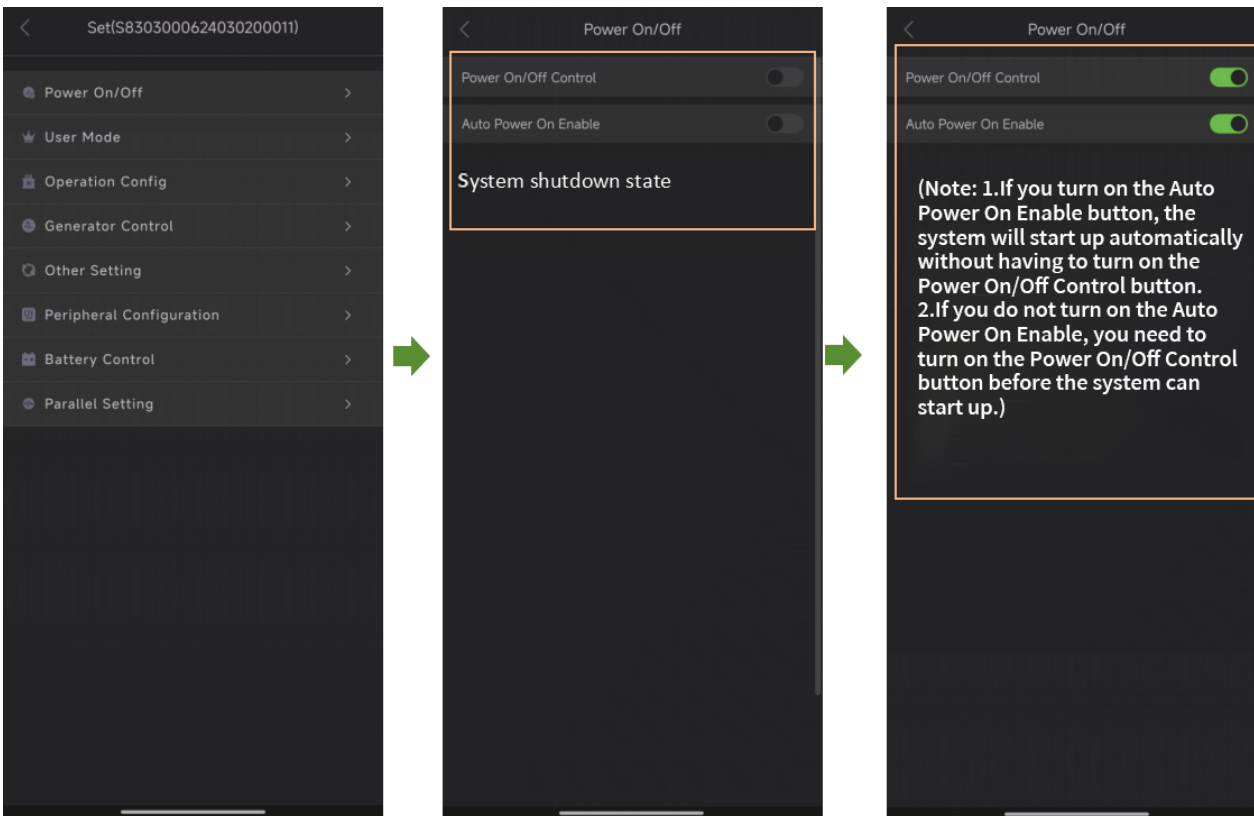 Set(S8303000624030200011)
Power On/Off
User Mode
Operation Config
Generator Control
Other Setting
Peripheral Configuration
Battery Control
Parallel Setting
Power On/Off
Power On/Off Control
Auto Power On Enable
System shutdown state
Power On/Off
Power On/Off Control
Auto Power On Enable
(Note: 1.If you turn on the Auto
Power On Enable button, the
system will start up automatically
without having to turn on the
Power On/Off Control button.
2.If you do not turn on the Auto
Power On Enable, you need to
turn on the Power On/Off Control
button before the system can
start up.)